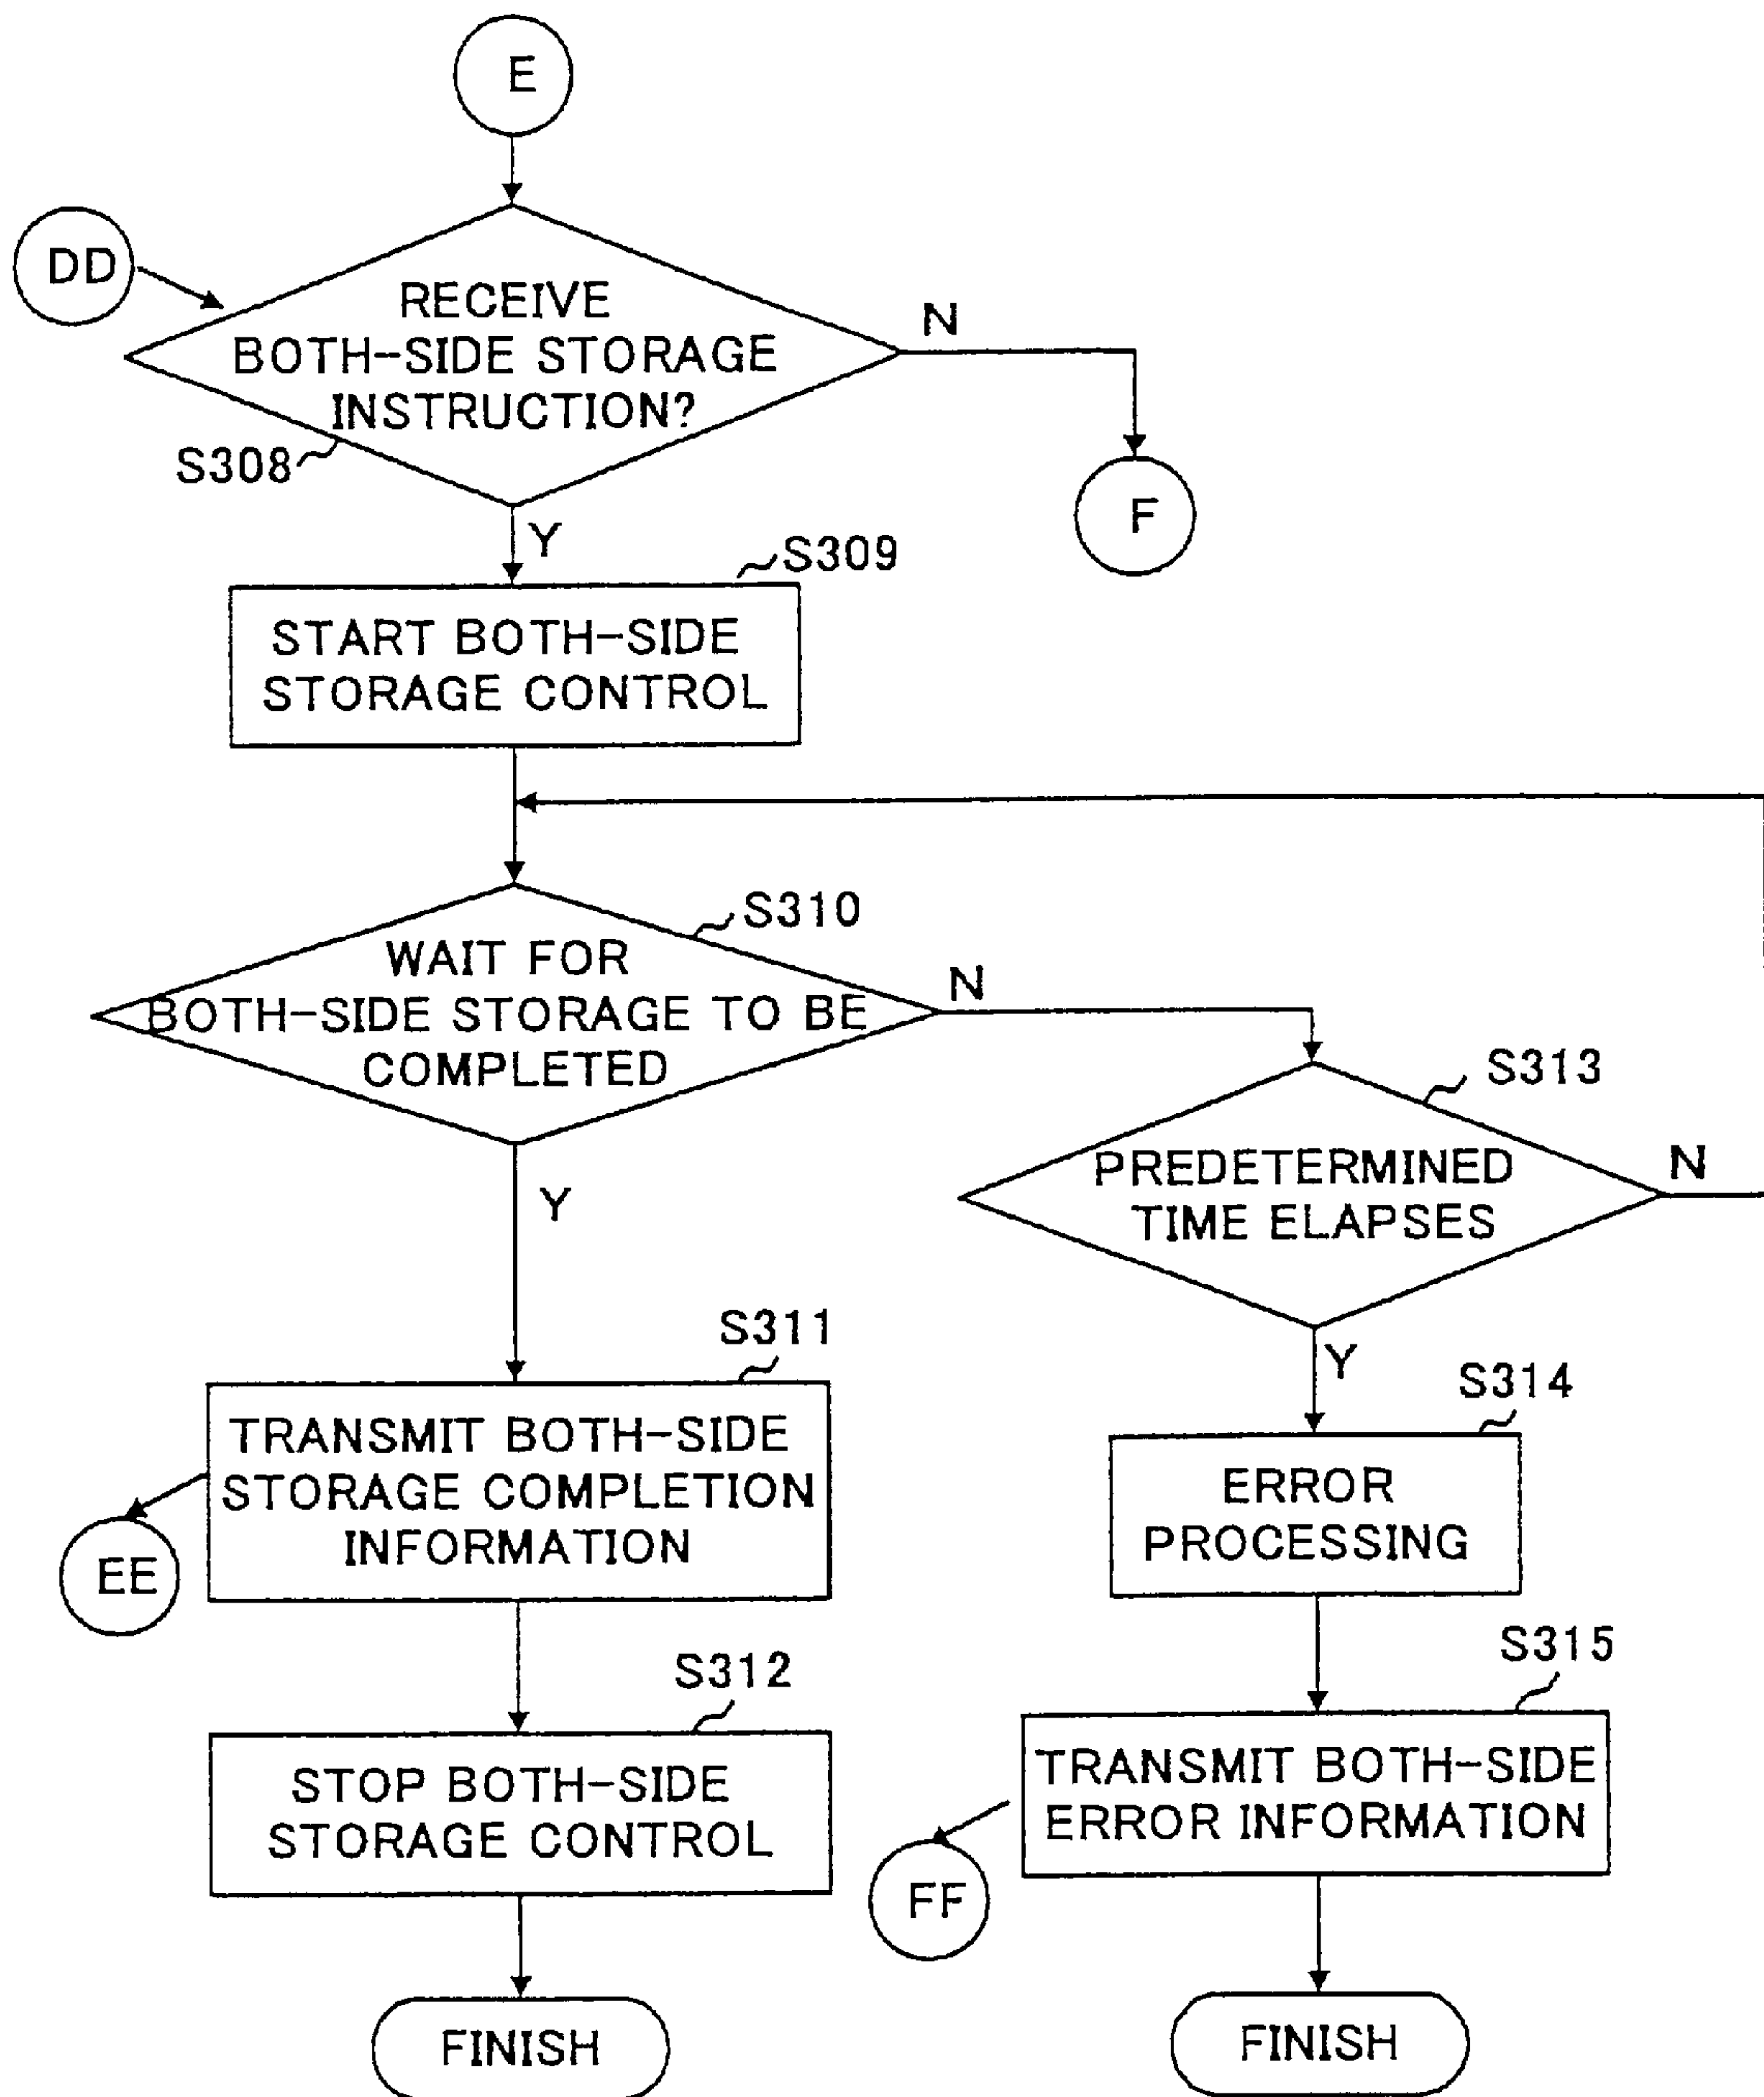 E
DD
RECEIVE
BOTH-SIDE STORAGE
INSTRUCTION?
N
S308
F
Y
S309
START BOTH-SIDE
STORAGE CONTROL
S310
WAIT FOR
BOTH-SIDE STORAGE TO BE
COMPLETED
N
S313
PREDETERMINED
TIME ELAPSES
N
Y
Y
S311
TRANSMIT BOTH-SIDE
STORAGE COMPLETION
INFORMATION
EE
S314
ERROR
PROCESSING
S312
STOP BOTH-SIDE
STORAGE CONTROL
S315
TRANSMIT BOTH-SIDE
ERROR INFORMATION
FF
FINISH
FINISH